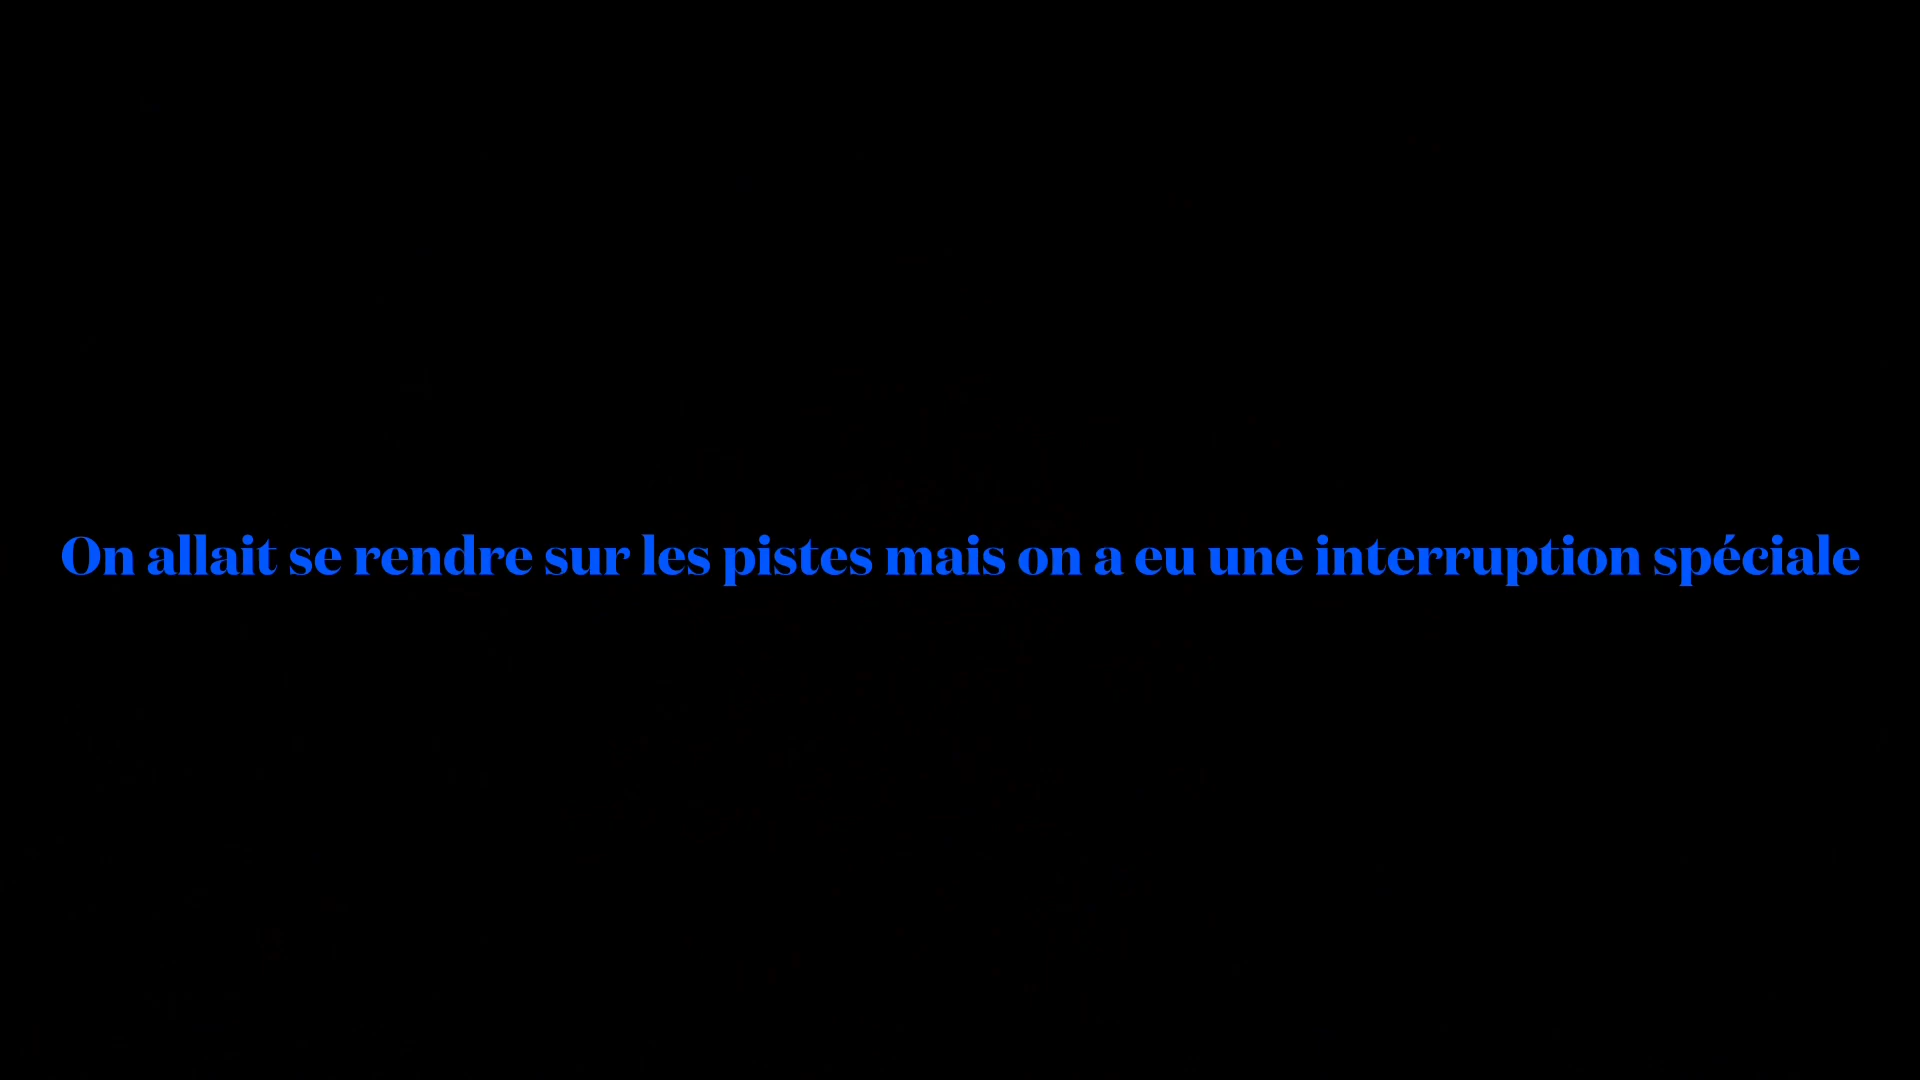 On allait se rendre sur les pistes mais on a eu une interruption spéciale